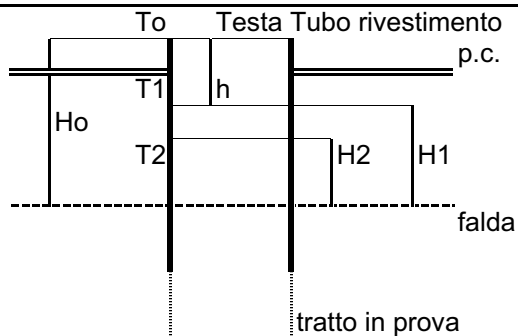 To Testa Tubo rivestimento
p.c.
T1 h
Ho
T2 H2 H1
falda
tratto in prova